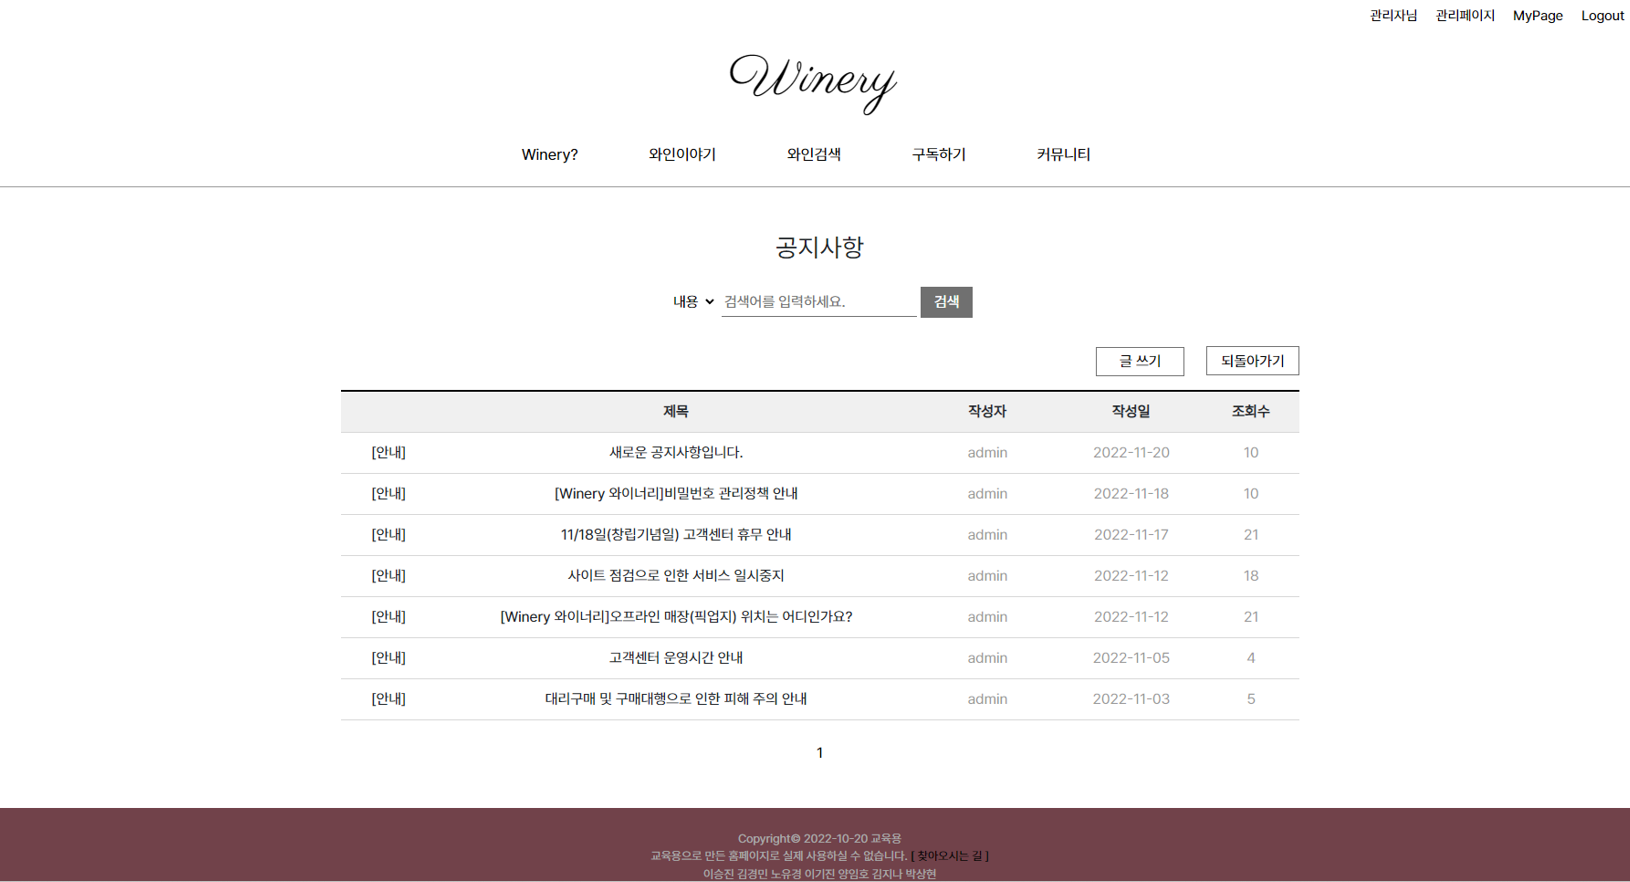 관리자님 관리페이지 MyPage Logout
Winery
Winery? 와인이야기 와인검색 구독하기 커뮤니티
공지사항
내용 검색어를 입력하세요. 검색
글 쓰기 되돌아가기
제목 작성자 작성일 조회수
[안내] 새로운 공지사항입니다. admin 2022-11-20 10
[안내] [Winery 와이너리]비밀번호 관리정책 안내 admin 2022-11-18 10
[안내] 11/18일(창립기념일) 고객센터 휴무 안내 admin 2022-11-17 21
[안내] 사이트 점검으로 인한 서비스 일시중지 admin 2022-11-12 18
[안내] [Winery 와이너리]오프라인 매장(픽업지) 위치는 어디인가요? admin 2022-11-12 21
[안내] 고객센터 운영시간 안내 admin 2022-11-05 4
[안내] 대리구매 및 구매대행으로 인한 피해 주의 안내 admin 2022-11-03 5
1
Copyright© 2022-10-20 교육용
교육용으로 만든 홈페이지로 실제 사용하실 수 없습니다. [ 찾아오시는 길 ]
이승진 김경민 노유경 이기진 양임호 김지나 박상현